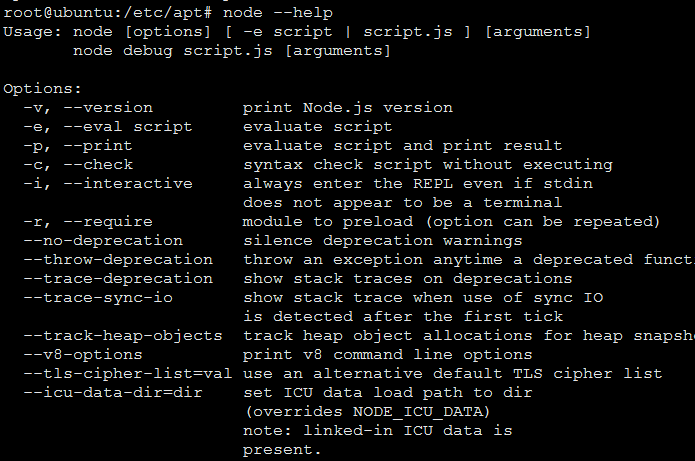 root@ubuntu:/etc/apt# node --help
Usage: node [options] [ -e script | script.js ] [arguments]
       node debug script.js [arguments]

Options:
  -v, --version         print Node.js version
  -e, --eval script     evaluate script
  -p, --print           evaluate script and print result
  -c, --check           syntax check script without executing
  -i, --interactive     always enter the REPL even if stdin
                        does not appear to be a terminal
  -r, --require         module to preload (option can be repeated)
  --no-deprecation      silence deprecation warnings
  --throw-deprecation   throw an exception anytime a deprecated functi
  --trace-deprecation   show stack traces on deprecations
  --trace-sync-io       show stack trace when use of sync IO
                        is detected after the first tick
  --track-heap-objects  track heap object allocations for heap snapsh
  --v8-options          print v8 command line options
  --tls-cipher-list=val use an alternative default TLS cipher list
  --icu-data-dir=dir    set ICU data load path to dir
                        (overrides NODE_ICU_DATA)
                        note: linked-in ICU data is
                        present.